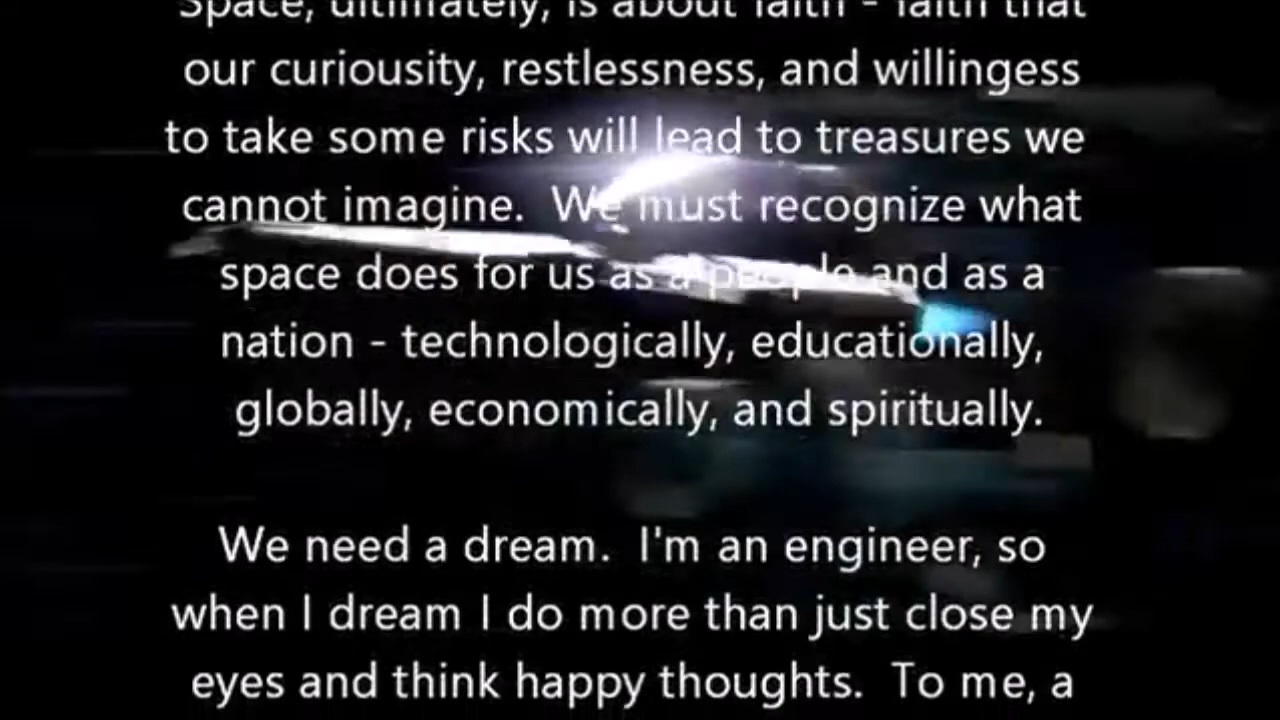 Space, ultimately, is about faith - faith that
our curiousity, restlessness, and willingess
to take some risks will lead to treasures we
cannot imagine.  We must recognize what
space does for us as a people and as a
nation - technologically, educationally,
globally, economically, and spiritually.
We need a dream.  I'm an engineer, so
when I dream I do more than just close my
eyes and think happy thoughts.  To me, a